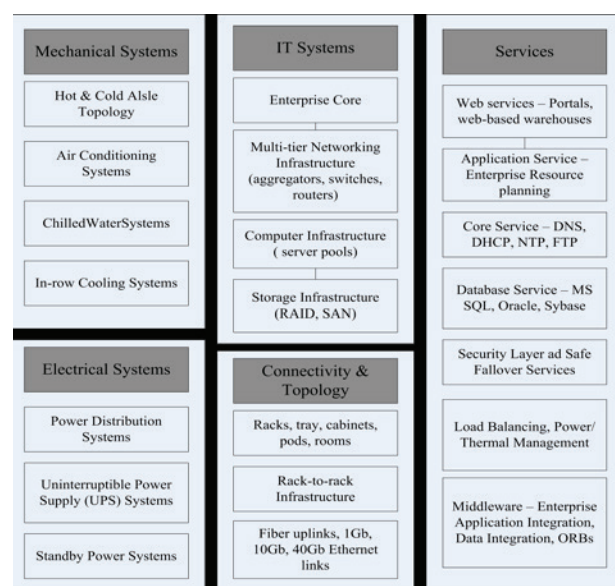 Mechanical Systems
Hot & Cold Alsle
Topology
Air Conditioning
Systems
ChilledWaterSystems
In-row Cooling Systems
Electrical Systems
Power Distribution
Systems
Uninterruptible Power
Supply (UPS) Systems
Standby Power Systems
IT Systems
Enterprise Core
Multi-tier Networking
Infrastructure
(aggregators, switches,
routers)
Computer Infrastructure
( server pools)
Storage Infrastructure
(RAID, SAN)
Connectivity &
Topology
Racks, tray, cabinets,
pods, rooms
Rack-to-rack
Infrastructure
Fiber uplinks, 1Gb,
10Gb, 40Gb Ethernet
links
Services
Web services – Portals,
web-based warehouses
Application Service –
Enterprise Resource
planning
Core Service – DNS,
DHCP, NTP, FTP
Database Service – MS
SQL, Oracle, Sybase
Security Layer ad Safe
Fallover Services
Load Balancing, Power/
Thermal Management
Middleware – Enterprise
Application Integration,
Data Integration, ORBs